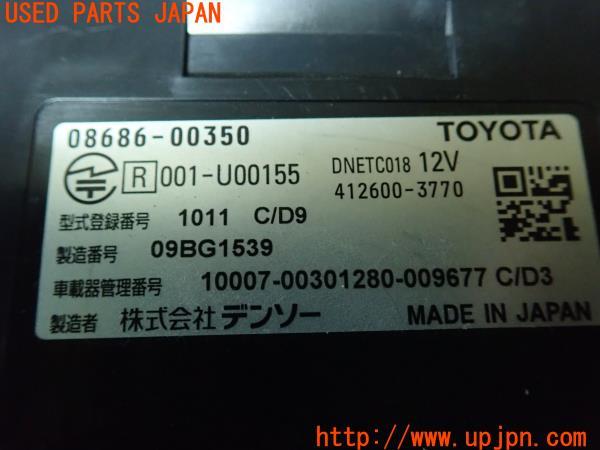 USED PARTS JAPAN
08686-00350 TOYOTA
R 001-U00155 DNETC018 12V
412600-3770
型式登録番号 1011 C/D9
製造番号 09BG1539
車載器管理番号 10007-00301280-009677 C/D3
製造者 株式会社 デンソー MADE IN JAPAN
www.upjpn.com